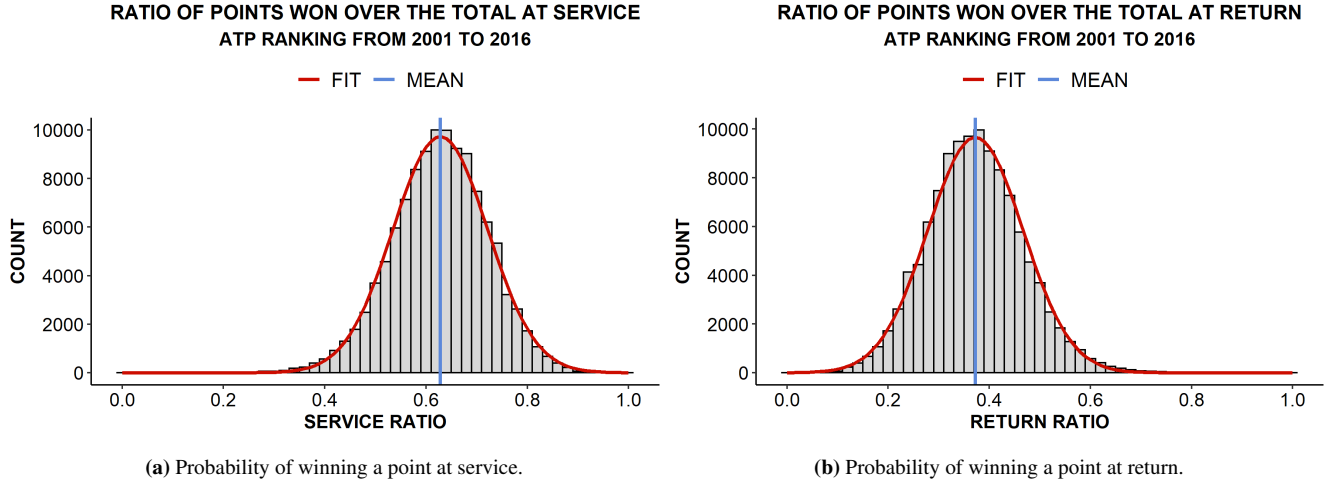 RATIO OF POINTS WON OVER THE TOTAL AT SERVICE
ATP RANKING FROM 2001 TO 2016
FIT MEAN
10000
8000
6000
4000
2000
0
COUNT
0.0 0.2 0.4 0.6 0.8 1.0
SERVICE RATIO
(a) Probability of winning a point at service.
RATIO OF POINTS WON OVER THE TOTAL AT RETURN
ATP RANKING FROM 2001 TO 2016
FIT MEAN
10000
8000
6000
4000
2000
0
COUNT
0.0 0.2 0.4 0.6 0.8 1.0
RETURN RATIO
(b) Probability of winning a point at return.